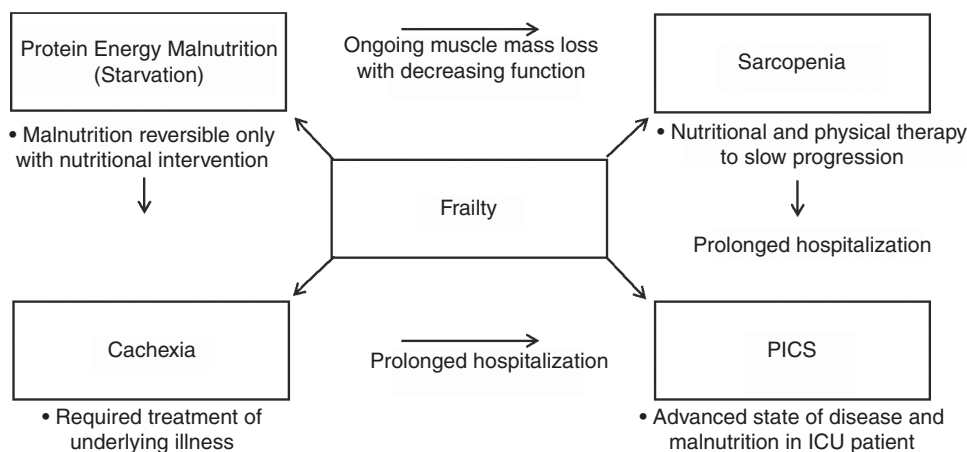 Protein Energy Malnutrition
(Starvation)
Ongoing muscle mass loss
with decreasing function
Sarcopenia
• Malnutrition reversible only
with nutritional intervention
• Nutritional and physical therapy
to slow progression
Frailty
Prolonged hospitalization
Cachexia
Prolonged hospitalization
PICS
• Required treatment of
underlying illness
• Advanced state of disease and
malnutrition in ICU patient